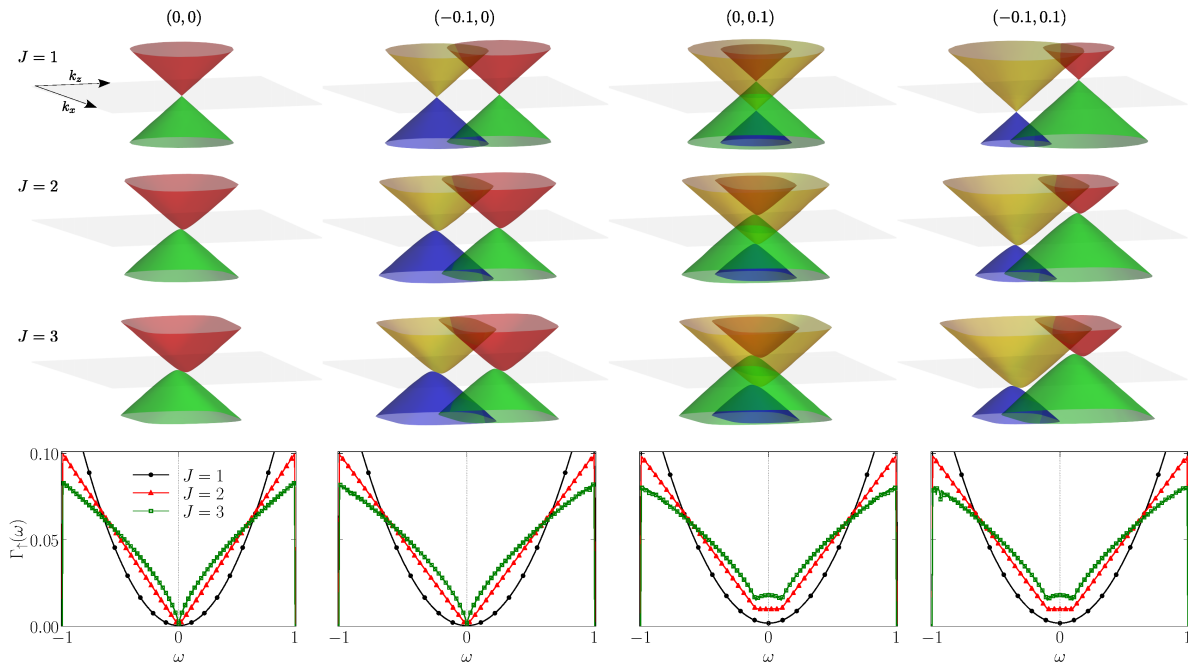 (0, 0) (−0.1, 0) (0, 0.1) (−0.1, 0.1)
J = 1
k_z
k_x
J = 2
J = 3
0.10
0.05
0.00
Γ↑(ω)
J = 1
J = 2
J = 3
−1 0 1
−1 0 1
−1 0 1
−1 0 1
ω ω ω ω